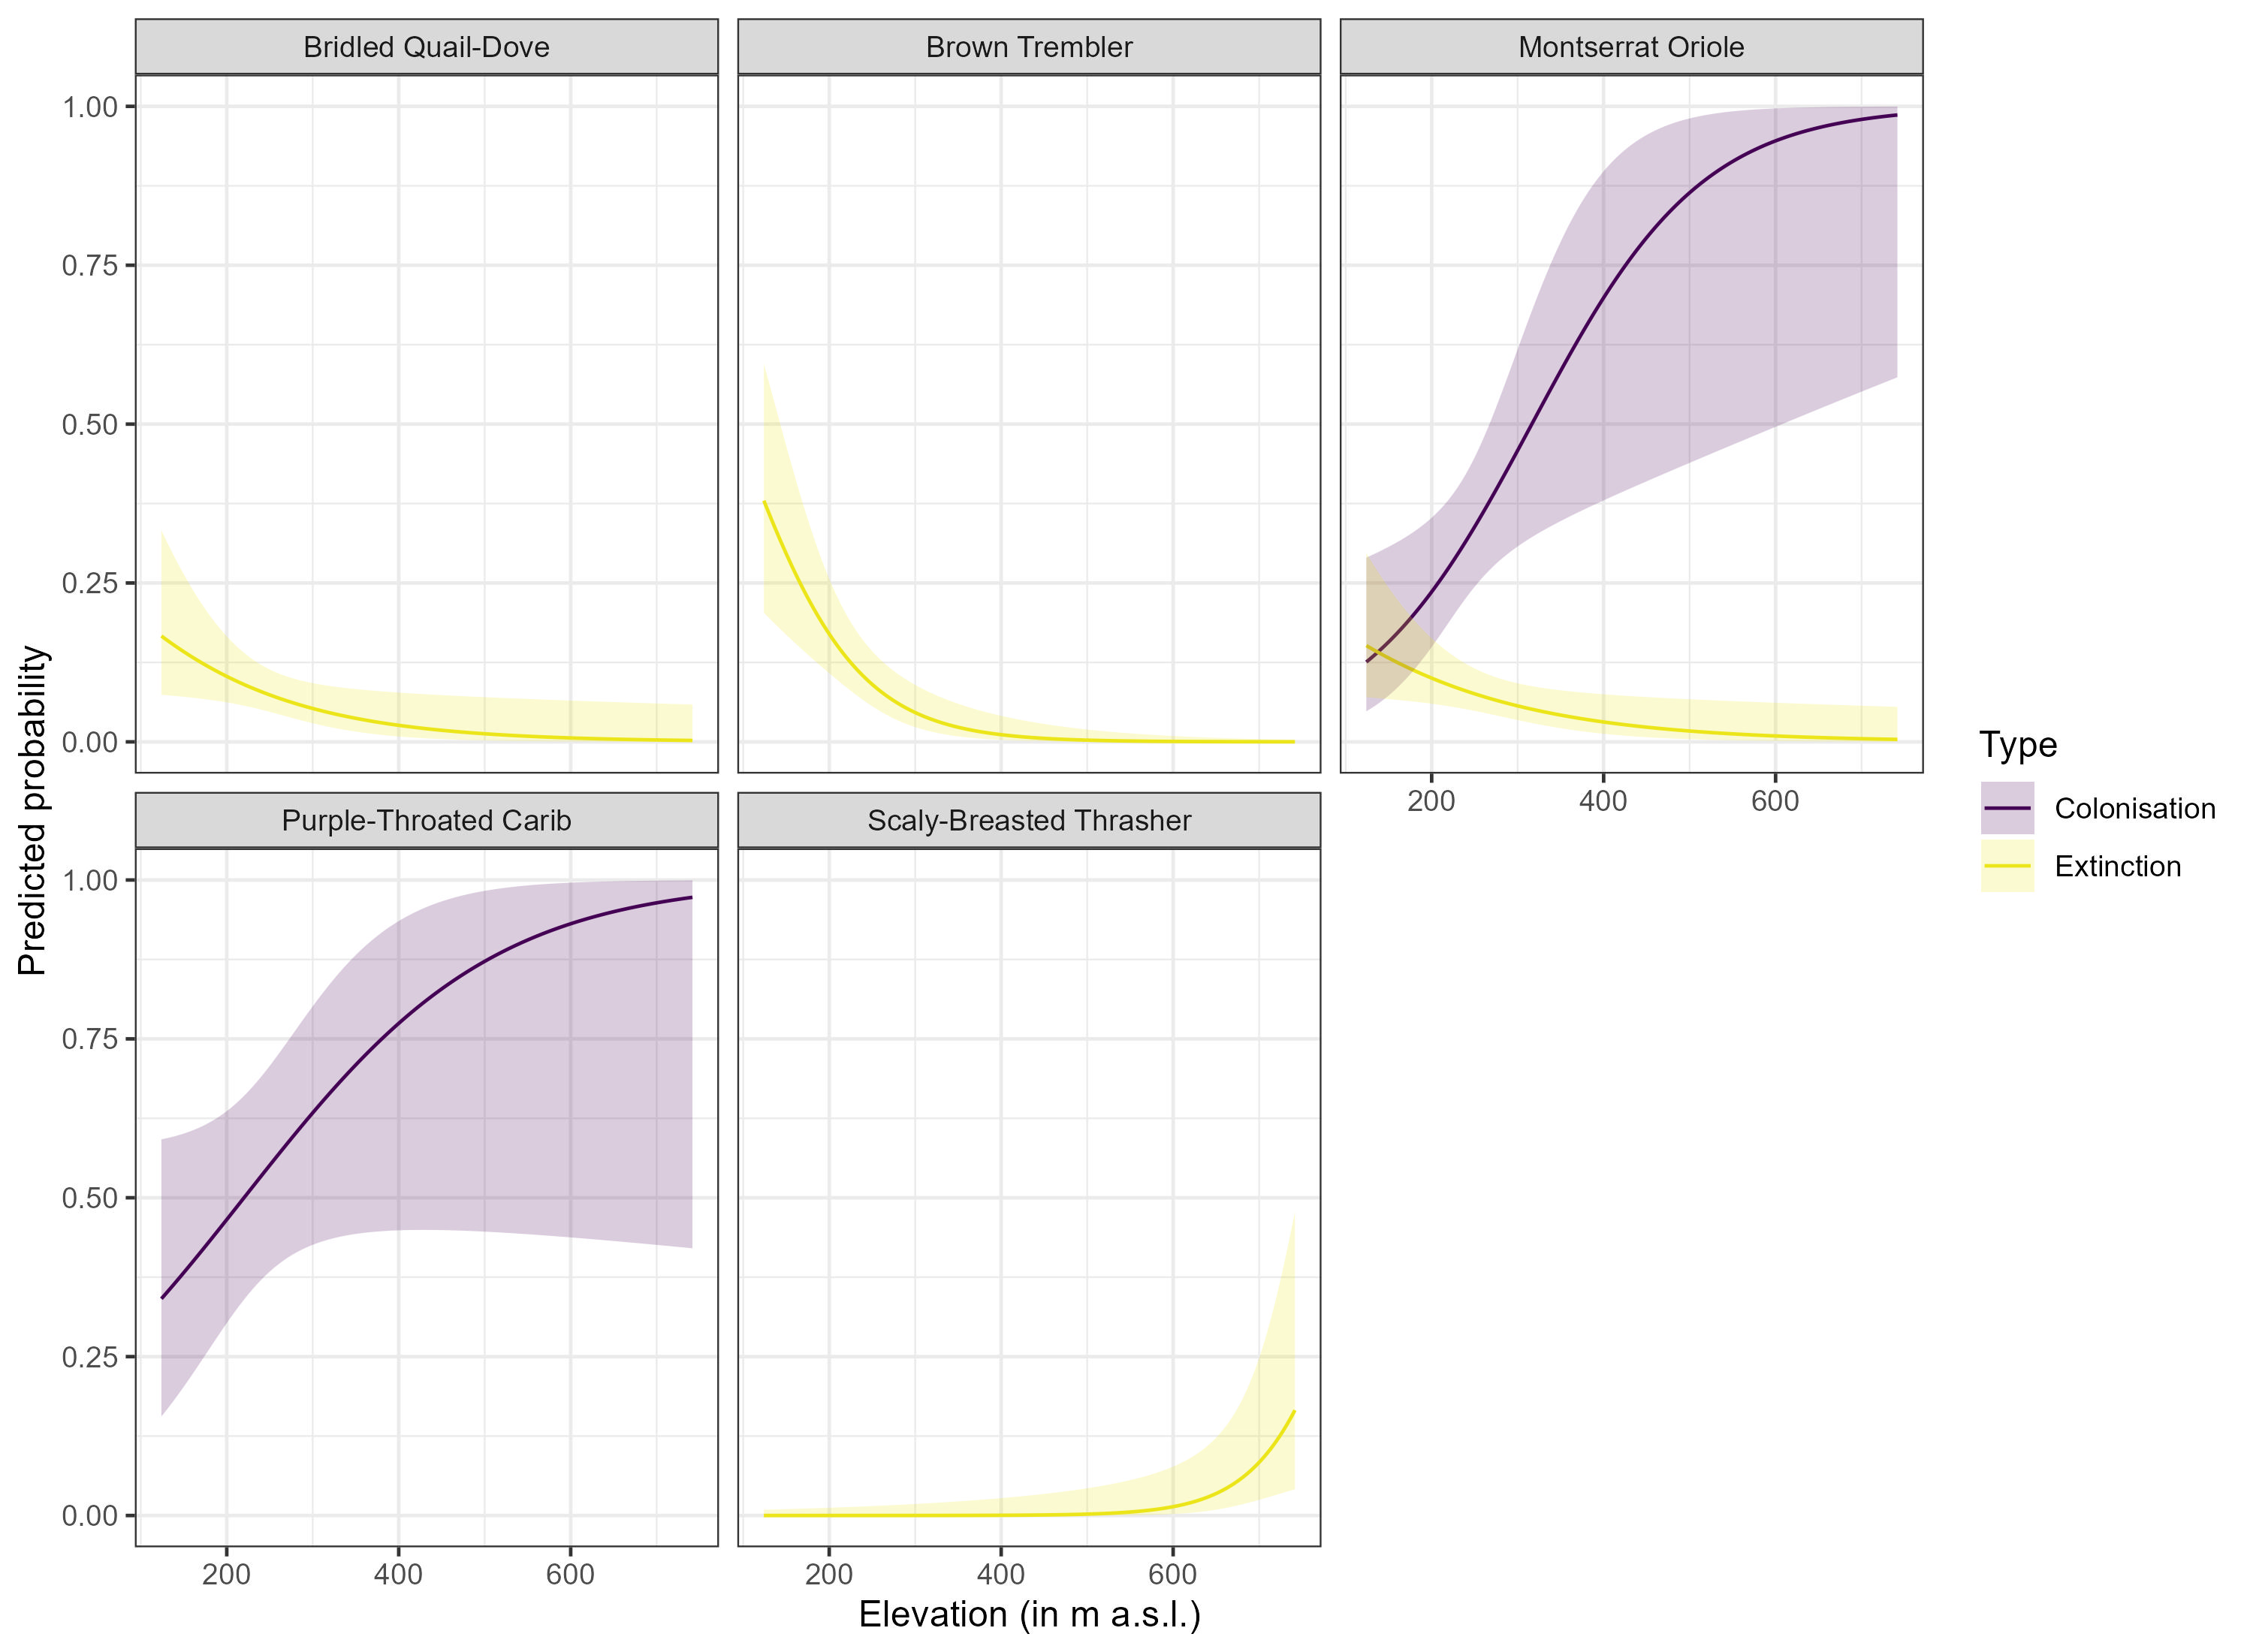 Bridled Quail-Dove
Brown Trembler
Montserrat Oriole
1.00
0.75
0.50
0.25
0.00
200 400 600
Predicted probability
Purple-Throated Carib
Scaly-Breasted Thrasher
1.00
0.75
0.50
0.25
0.00
200 400 600
200 400 600
Elevation (in m a.s.l.)
Type
Colonisation
Extinction